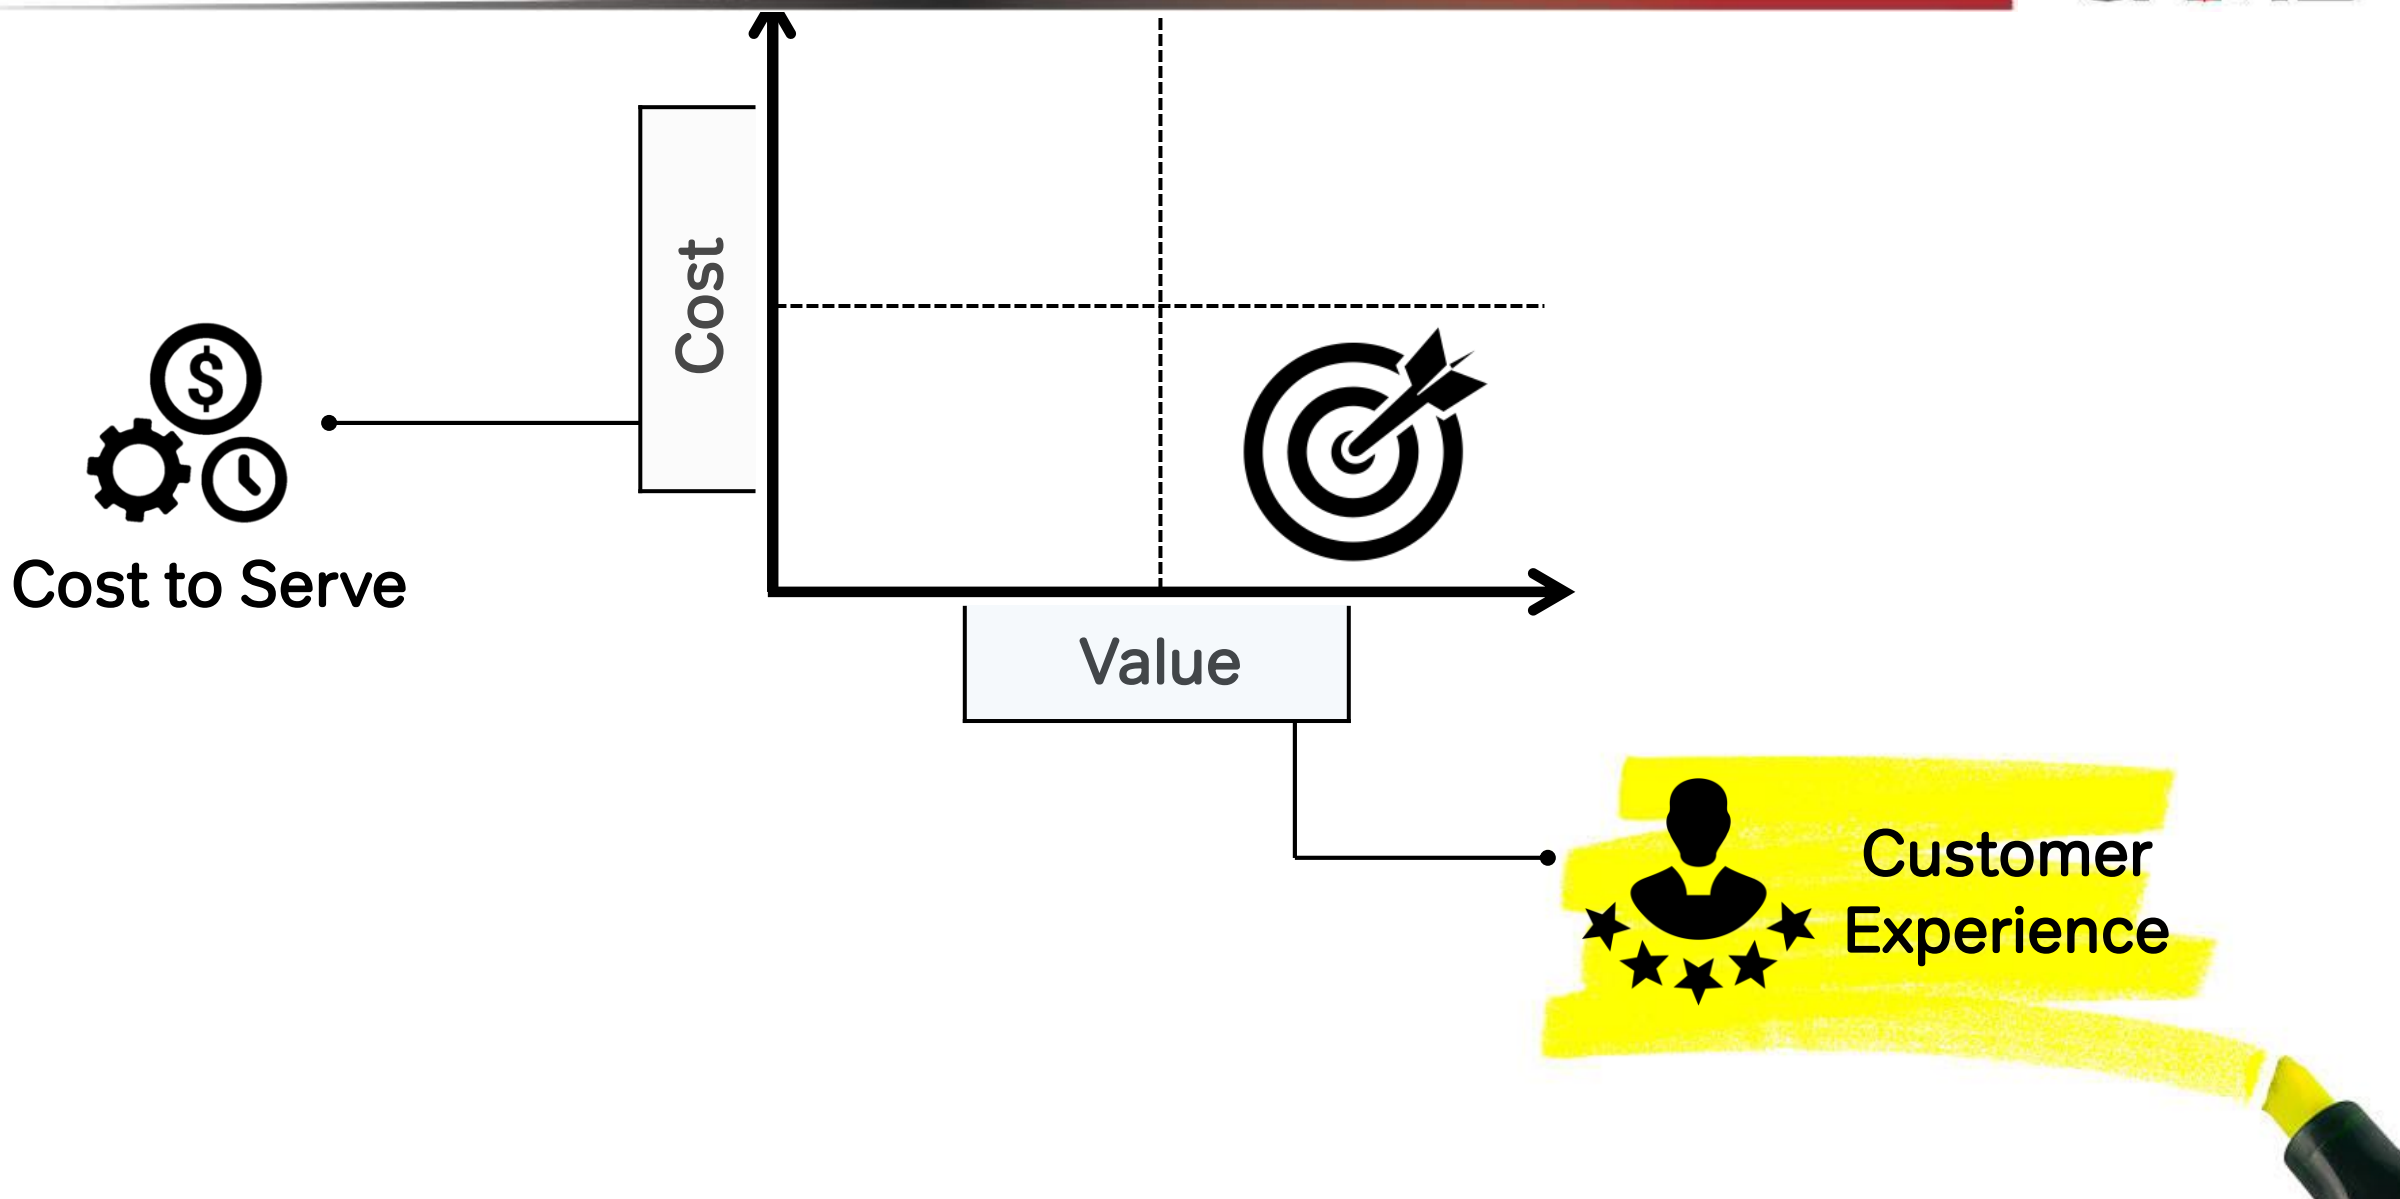 Cost
$
Cost to Serve
Value
Customer
Experience